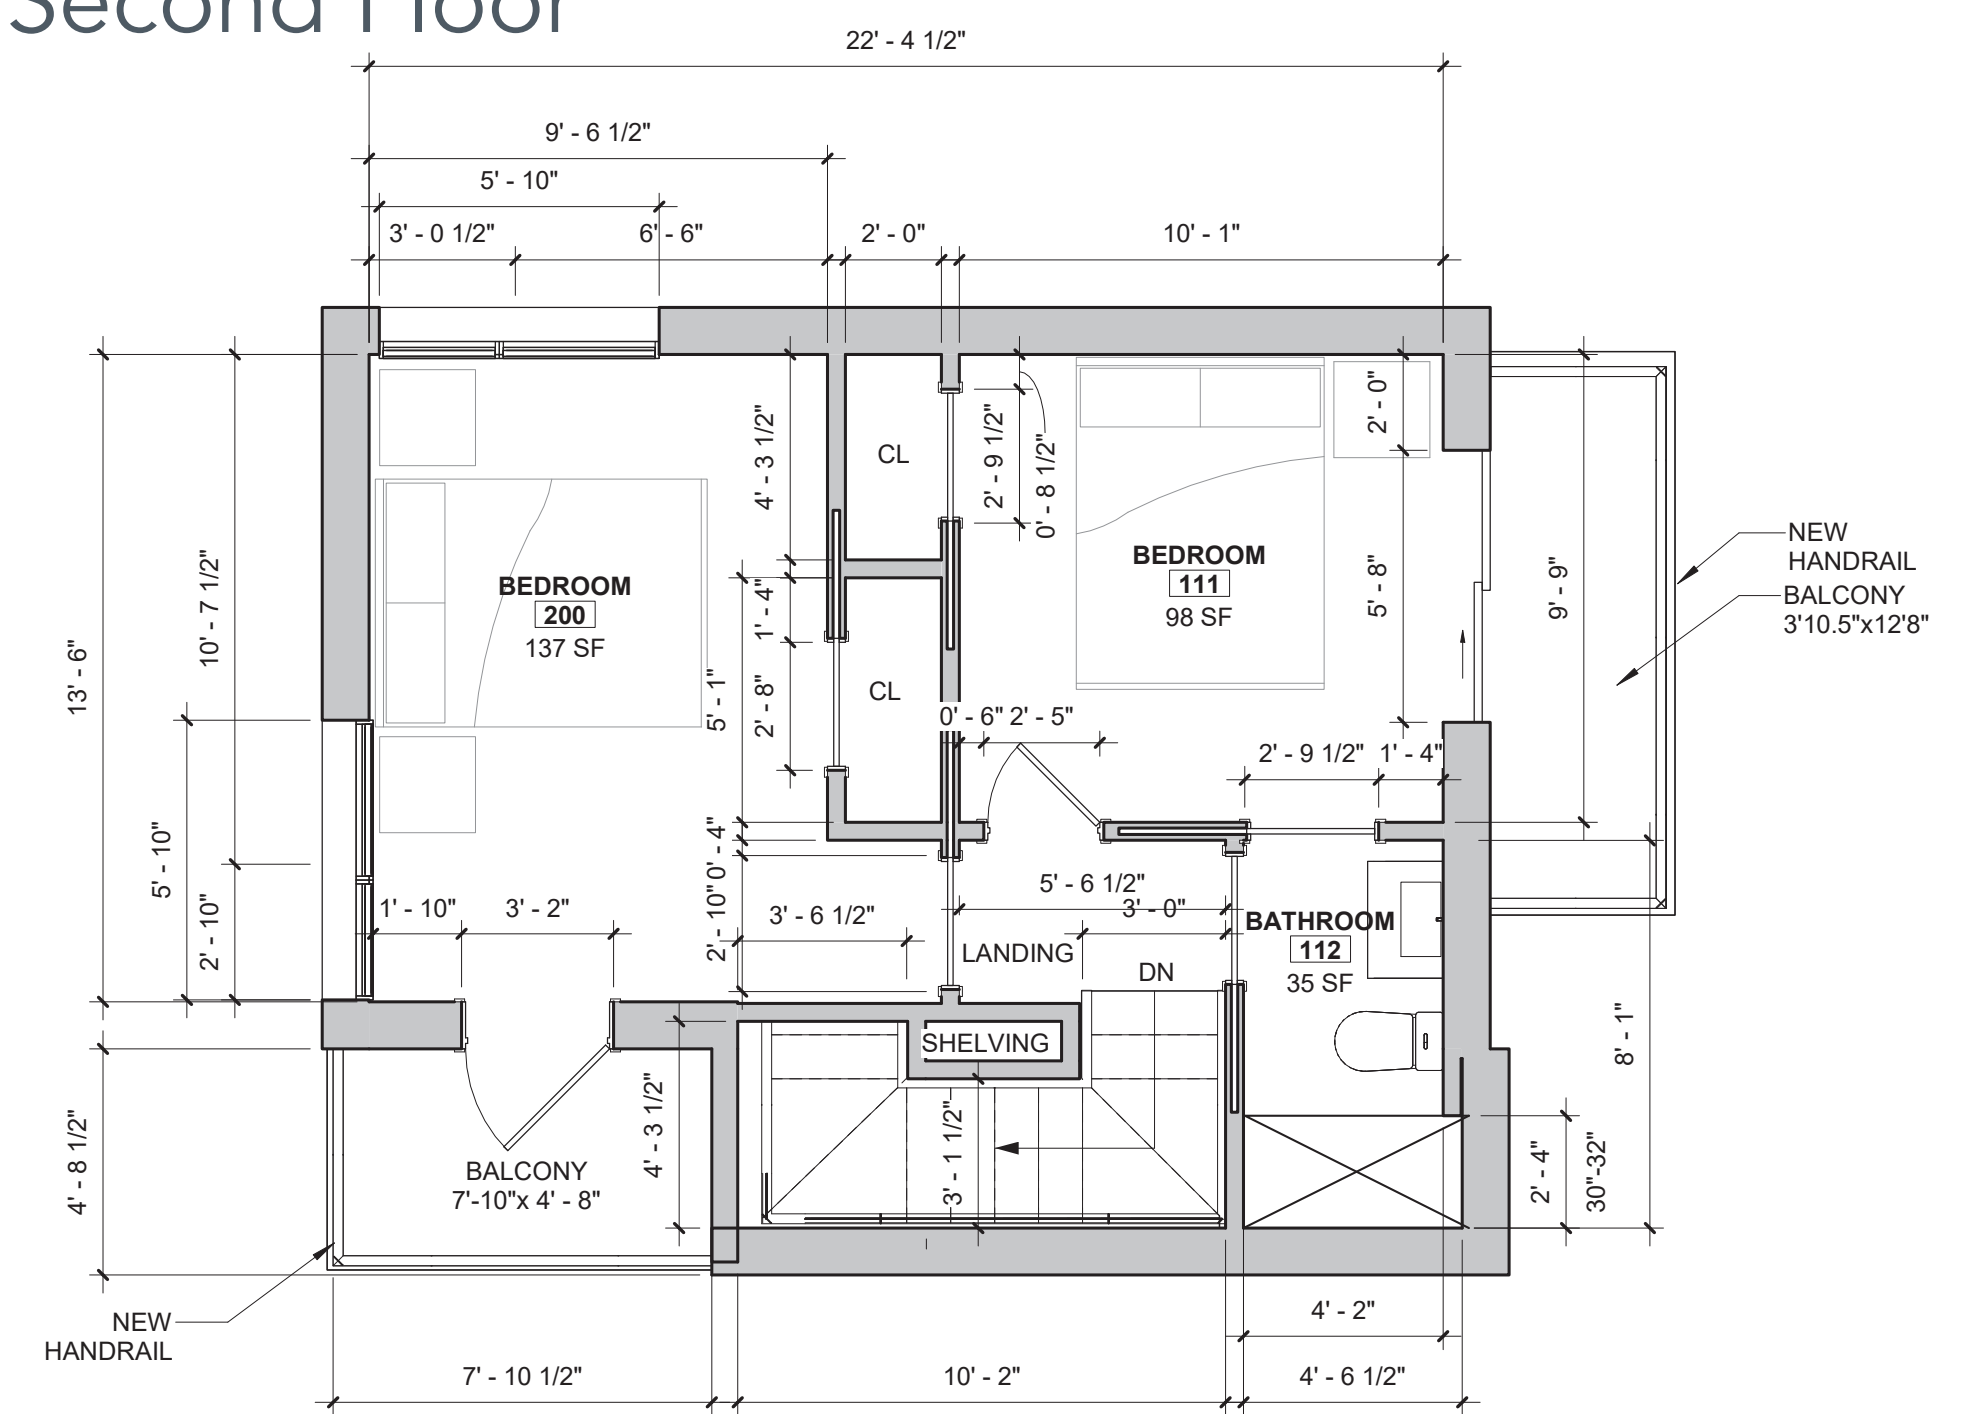 Second Floor
22' - 4 1/2"
9' - 6 1/2"
5' - 10"
3' - 0 1/2"
6' - 6"
2' - 0"
10' - 1"
4' - 3 1/2"
CL
2' - 9 1/2"
0' - 8 1/2"
2' - 0"
BEDROOM
200
137 SF
BEDROOM
111
98 SF
NEW
HANDRAIL
BALCONY
3'10.5"x12'8"
13' - 6"
10' - 7 1/2"
1' - 4"
5' - 8"
9' - 9"
5' - 1"
2' - 8"
CL
0' - 6"
2' - 5"
2' - 9 1/2"
1' - 4"
5' - 10"
2' - 10"
1' - 10"
3' - 2"
0' - 4"
2' - 10"
3' - 6 1/2"
5' - 6 1/2"
3' - 0"
LANDING
DN
BATHROOM
112
35 SF
SHELVING
8' - 1"
4' - 8 1/2"
4' - 3 1/2"
3' - 1 1/2"
2' - 4"
30"-32"
BALCONY
7'-10"x 4' - 8"
NEW
HANDRAIL
4' - 2"
7' - 10 1/2"
10' - 2"
4' - 6 1/2"